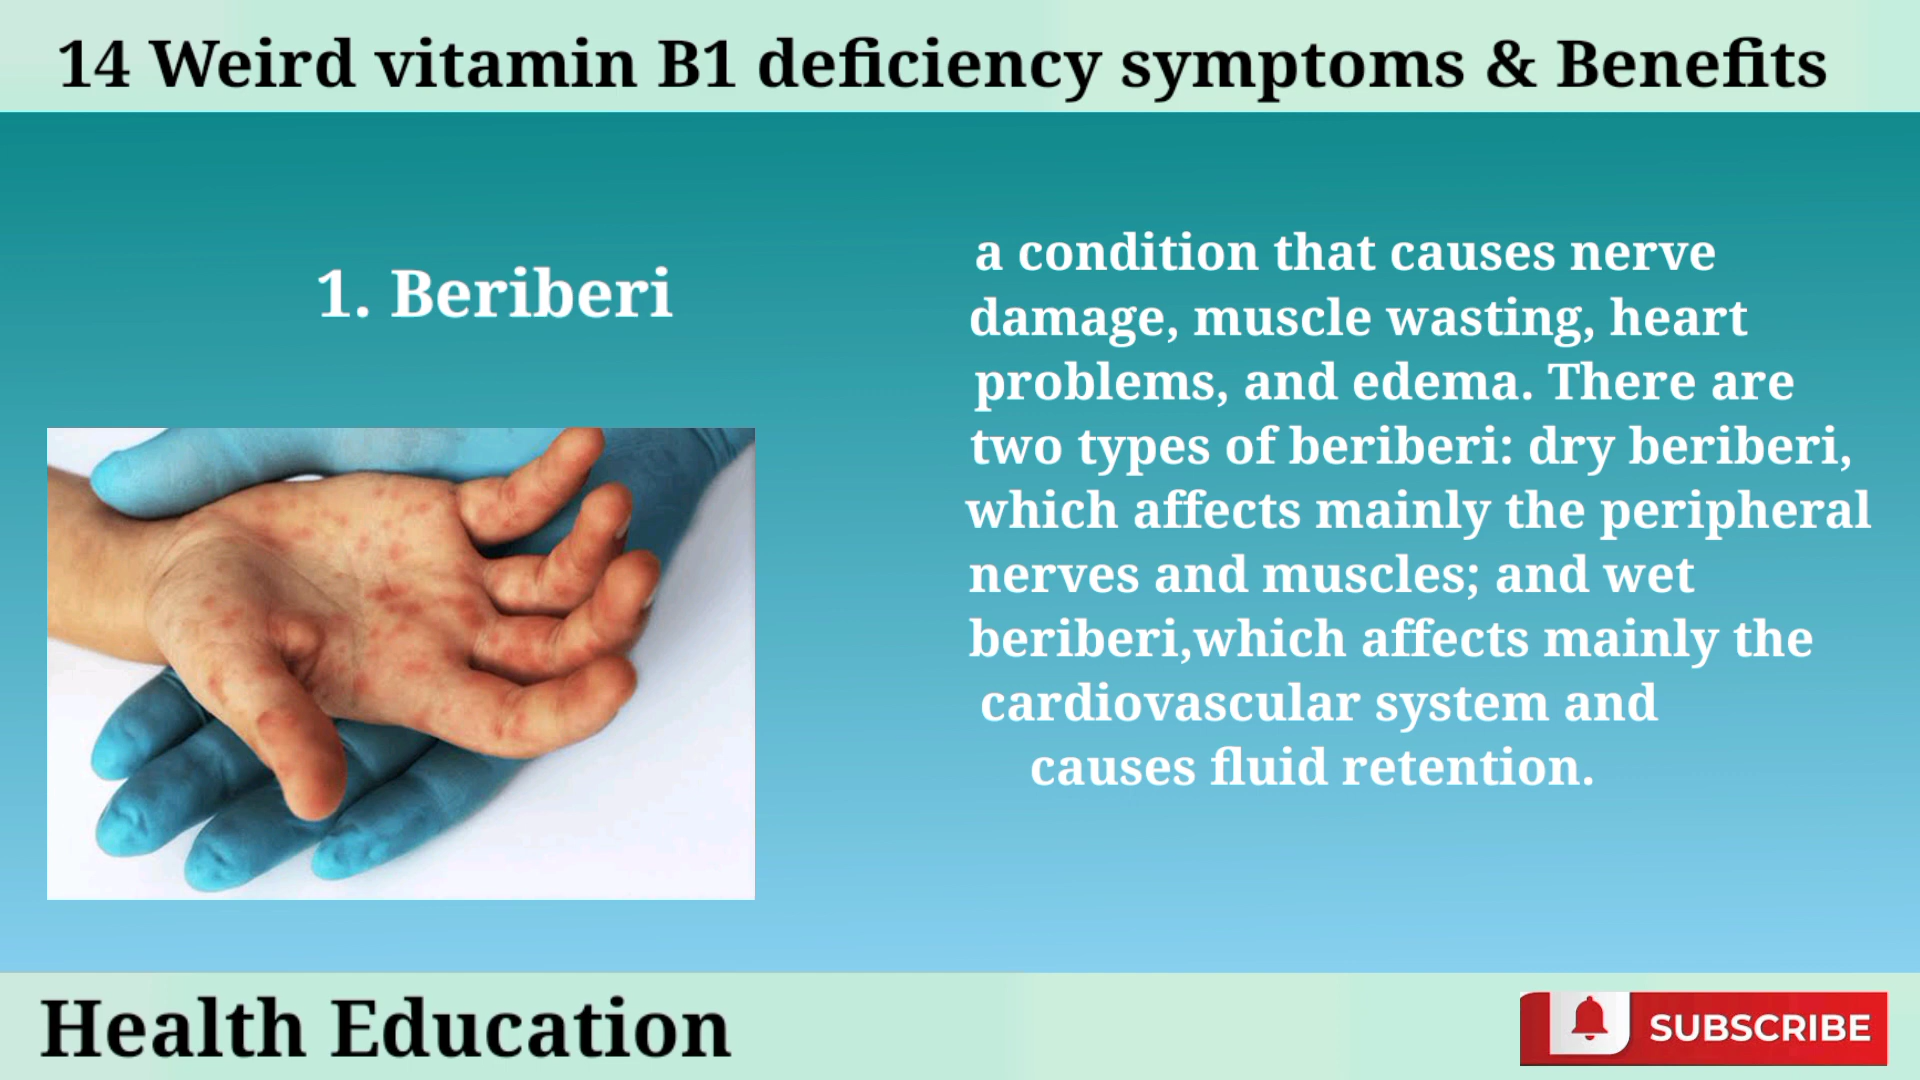 14 Weird vitamin B1 deficiency symptoms & Benefits
1. Beriberi
a condition that causes nerve
damage, muscle wasting, heart
problems, and edema. There are
two types of beriberi: dry beriberi,
which affects mainly the peripheral
nerves and muscles; and wet
beriberi,which affects mainly the
cardiovascular system and
causes fluid retention.
Health Education
SUBSCRIBE